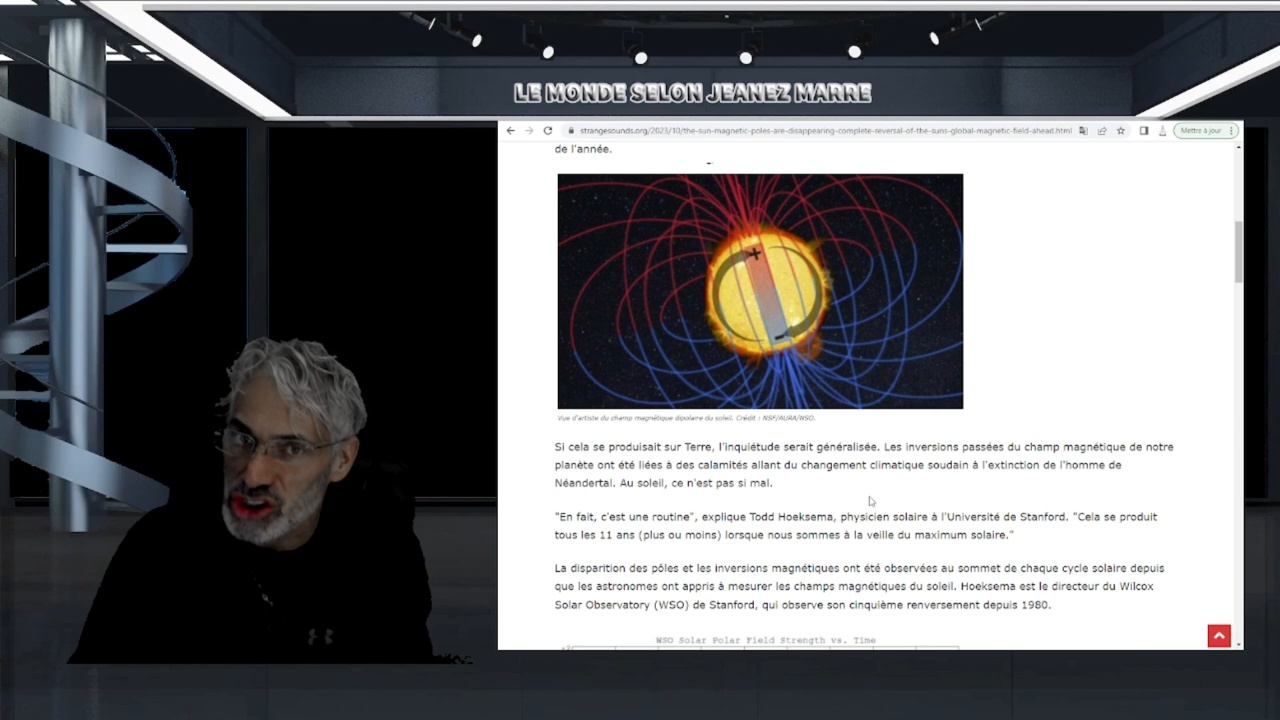 LE MONDE SELON JEANEZ MARRE
strangesounds.org/2023/10/the-sun-magnetic-poles-are-disappearing-complete-reversal-of-the-suns-global-magnetic-field-ahead.html
Mettre à jour
de l'année.
+
-
Vue d'artiste du champ magnétique dipolaire du soleil. Crédit : NSF/AURA/NSO.
Si cela se produisait sur Terre, l'inquiétude serait généralisée. Les inversions passées du champ magnétique de notre
planète ont été liées à des calamités allant du changement climatique soudain à l'extinction de l'homme de
Néandertal. Au soleil, ce n'est pas si mal.
"En fait, c'est une routine", explique Todd Hoeksema, physicien solaire à l'Université de Stanford. "Cela se produit
tous les 11 ans (plus ou moins) lorsque nous sommes à la veille du maximum solaire."
La disparition des pôles et les inversions magnétiques ont été observées au sommet de chaque cycle solaire depuis
que les astronomes ont appris à mesurer les champs magnétiques du soleil. Hoeksema est le directeur du Wilcox
Solar Observatory (WSO) de Stanford, qui observe son cinquième renversement depuis 1980.
WSO Solar Polar Field Strength vs. Time